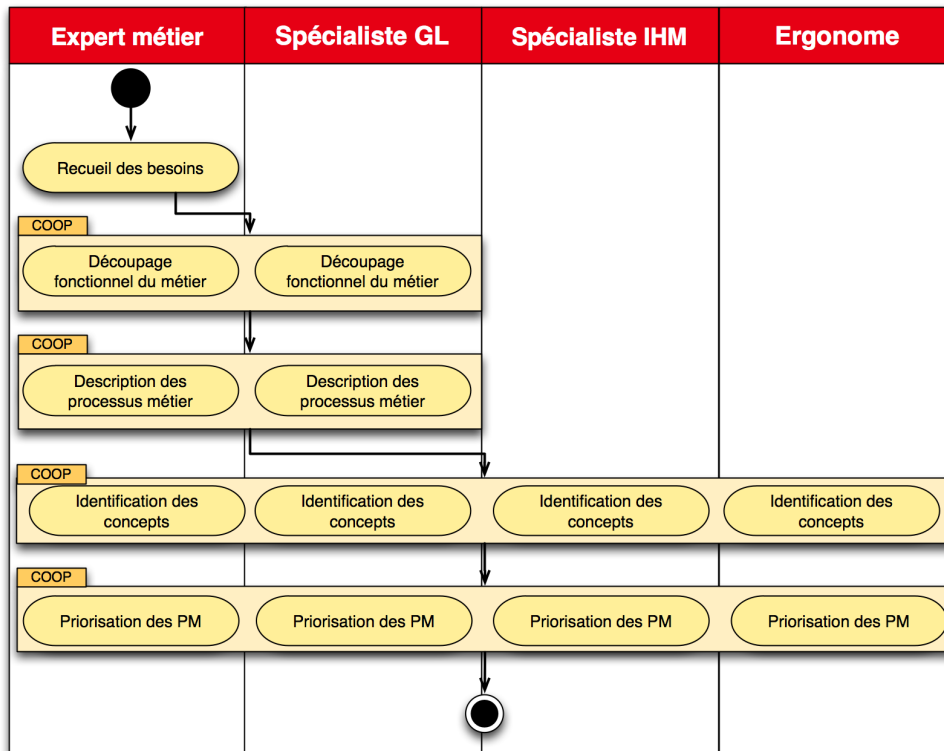 Expert métier
Spécialiste GL
Spécialiste IHM
Ergonome
Recueil des besoins
COOP
Découpage
fonctionnel du métier
Découpage
fonctionnel du métier
COOP
Description des
processus métier
Description des
processus métier
COOP
Identification des
concepts
Identification des
concepts
Identification des
concepts
Identification des
concepts
COOP
Priorisation des PM
Priorisation des PM
Priorisation des PM
Priorisation des PM